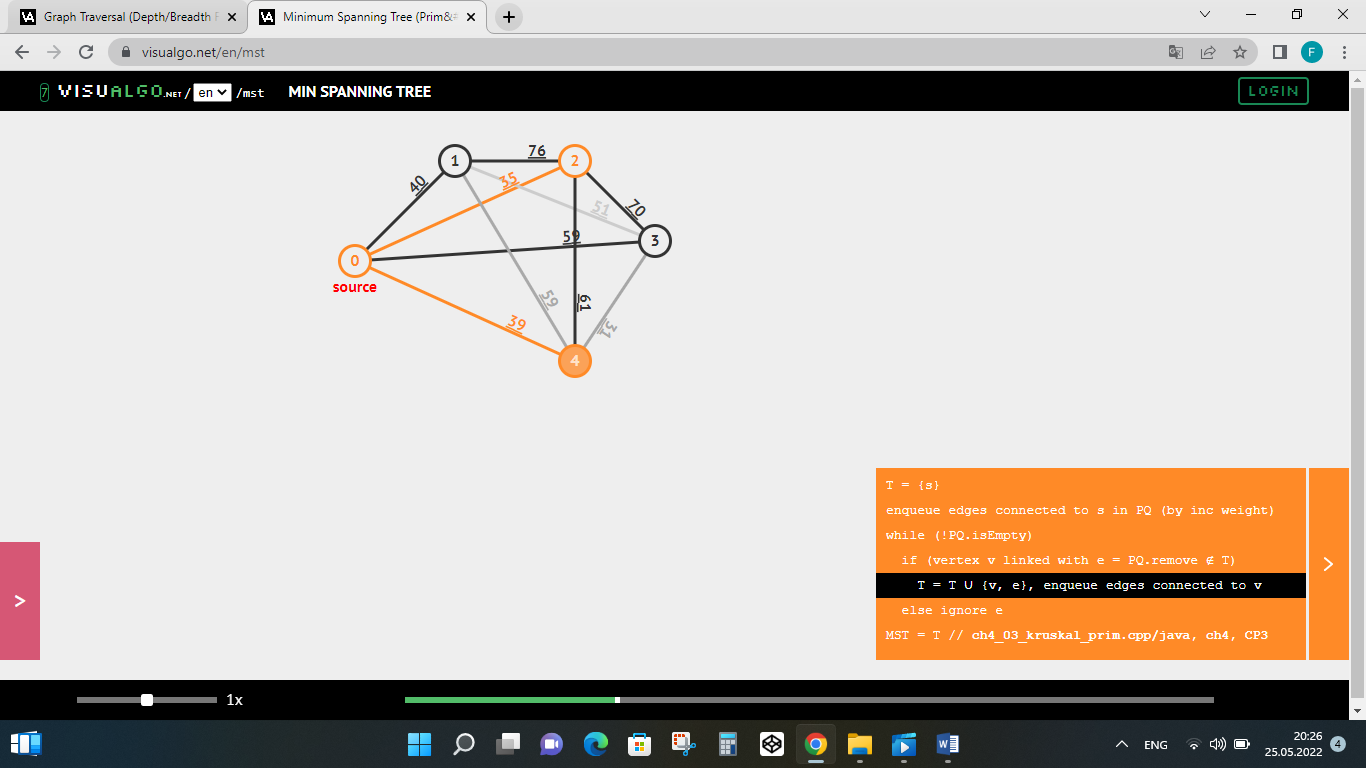 Graph Traversal (Depth/Breadth F
Minimum Spanning Tree (Prim&
visualgo.net/en/mst
F
7 VISUALGO.NET / en /mst MIN SPANNING TREE LOGIN
1
76
2
40
35
51
70
59
3
0
source
59
61
31
39
4
T = {s}
enqueue edges connected to s in PQ (by inc weight)
while (!PQ.isEmpty)
if (vertex v linked with e = PQ.remove ∉ T)
T = T ∪ {v, e}, enqueue edges connected to v
else ignore e
MST = T // ch4_03_kruskal_prim.cpp/java, ch4, CP3
1x
ENG
20:26
25.05.2022
4